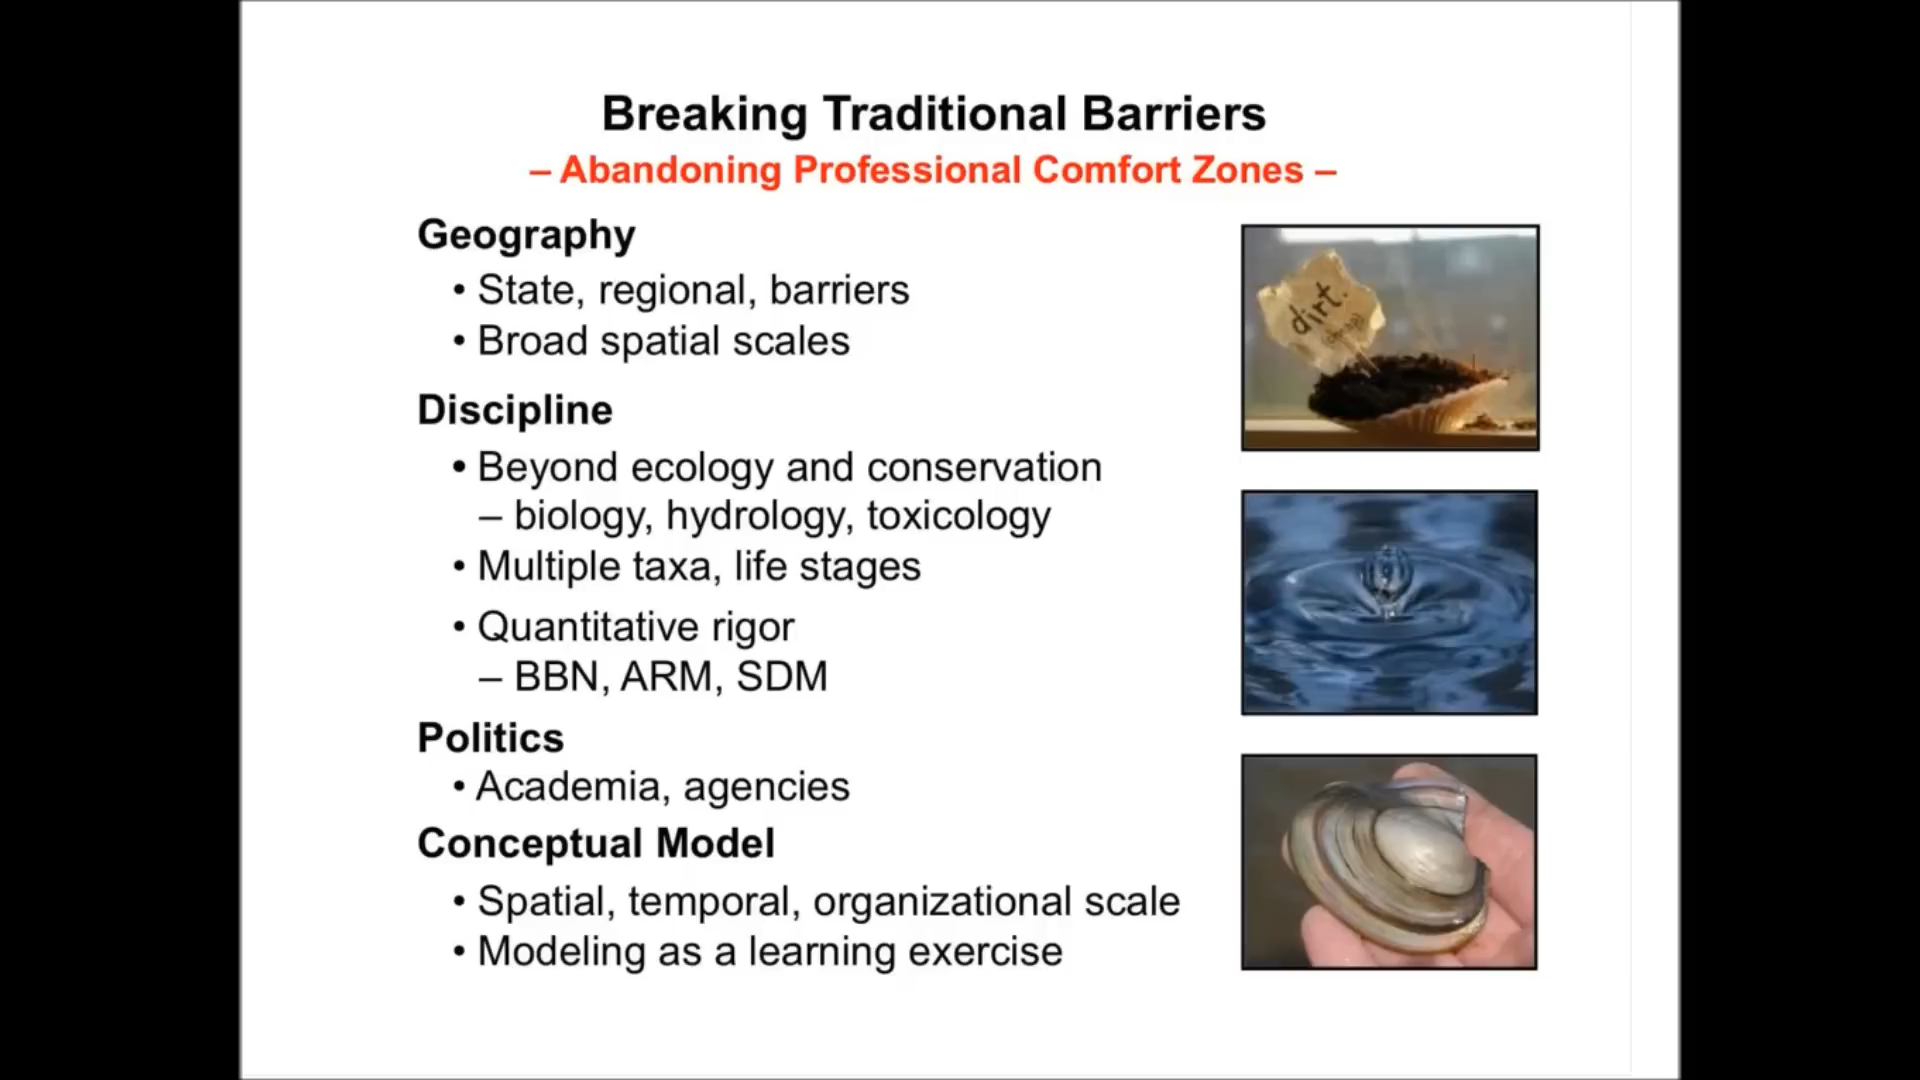 Breaking Traditional Barriers
– Abandoning Professional Comfort Zones –
Geography
• State, regional, barriers
• Broad spatial scales
Discipline
• Beyond ecology and conservation
– biology, hydrology, toxicology
• Multiple taxa, life stages
• Quantitative rigor
– BBN, ARM, SDM
Politics
• Academia, agencies
Conceptual Model
• Spatial, temporal, organizational scale
• Modeling as a learning exercise
dirt.